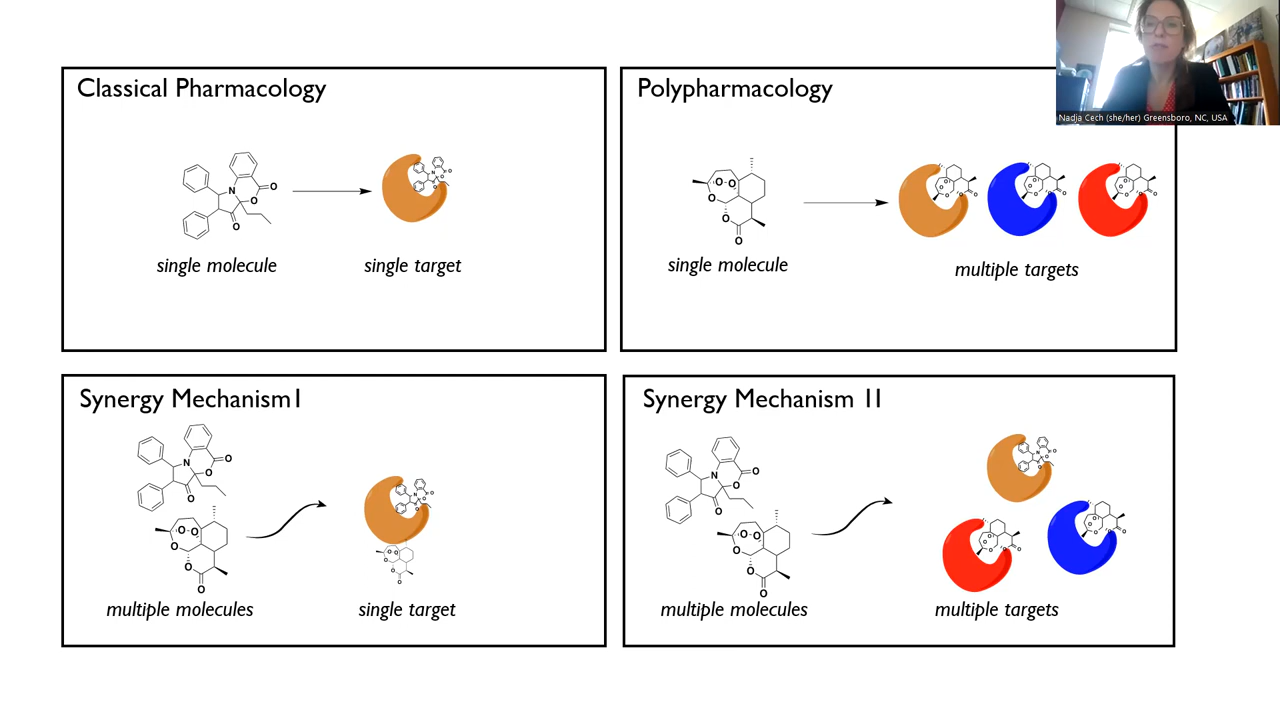 Classical Pharmacology
N
O
O
O
single molecule
single target
Polypharmacology
Nadja Cech (she/her) Greensboro, NC, USA
O
O
O
O
O
single molecule
multiple targets
Synergy Mechanism I
N
O
O
O
O
O
O
O
O
multiple molecules
single target
Synergy Mechanism II
N
O
O
O
O
O
O
O
O
multiple molecules
multiple targets